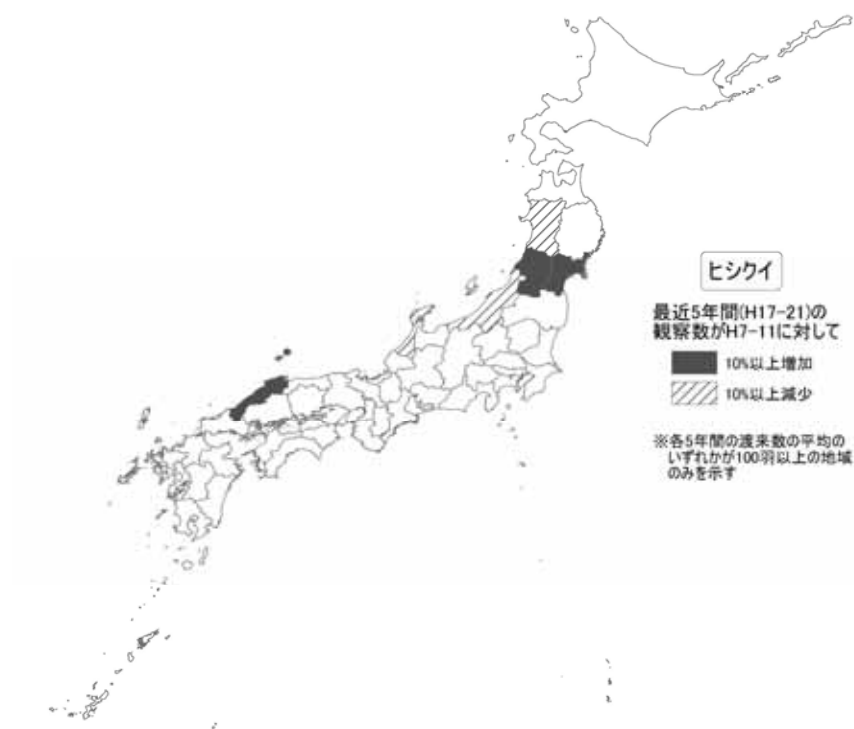 ヒシクイ
最近5年間(H17-21)の
観察数がH7-11に対して
10%以上増加
10%以上減少
※各5年間の渡来数の平均の
いずれかが100羽以上の地域
のみを示す